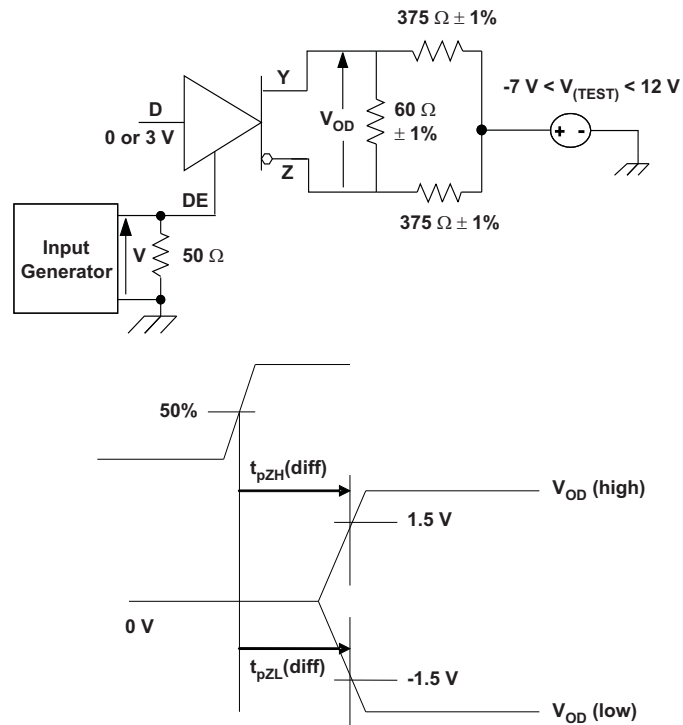 375 Ω ± 1%
Y
-7 V < V(TEST) < 12 V
D
0 or 3 V
VOD
60 Ω
± 1%
+ -
Z
DE
375 Ω ± 1%
Input
Generator
V
50 Ω
50%
tpZH(diff)
VOD (high)
1.5 V
0 V
tpZL(diff)
-1.5 V
VOD (low)